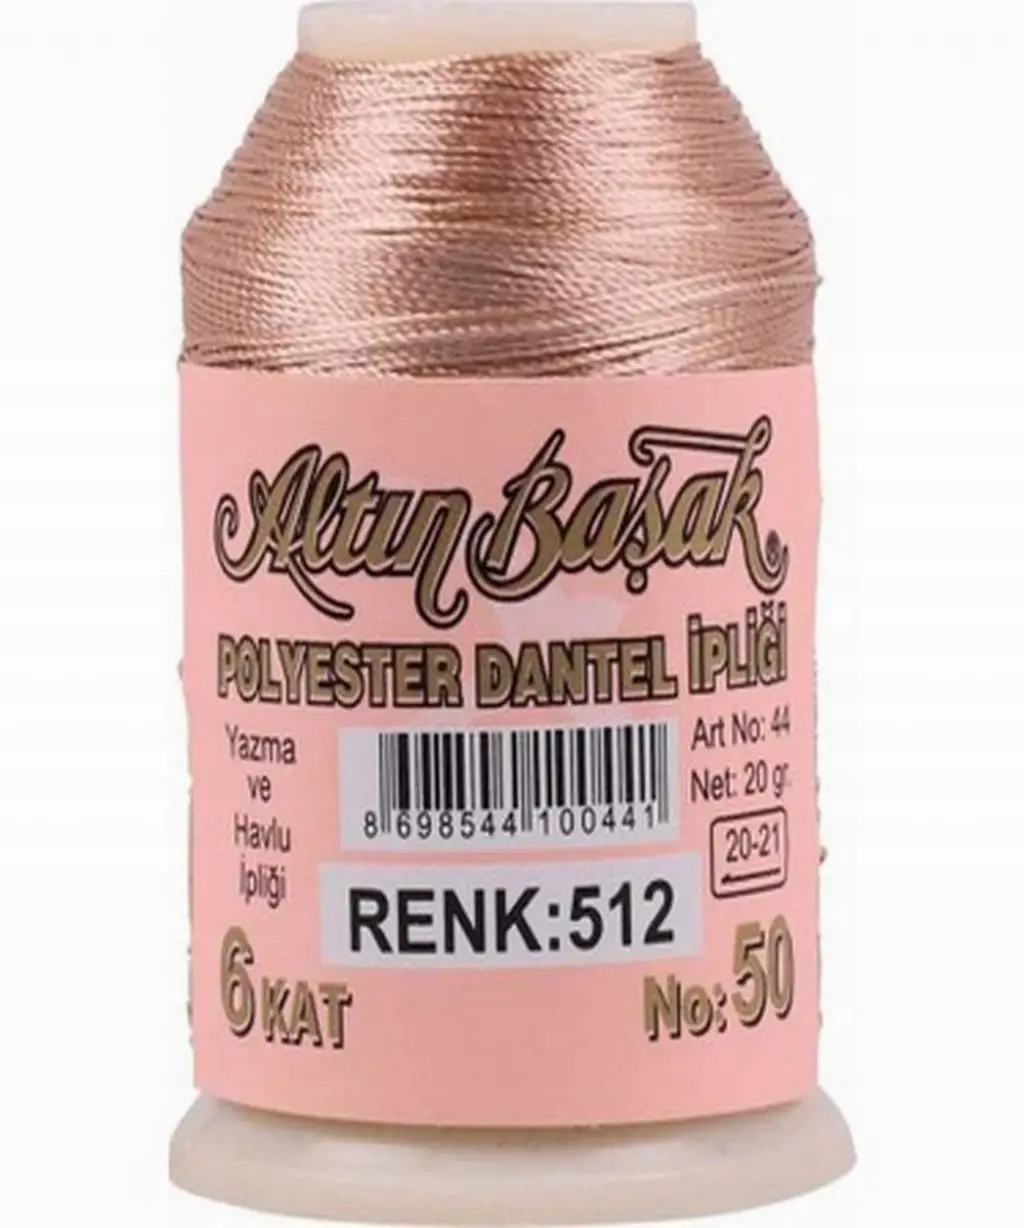 Altın Başak®
POLYESTER DANTEL İPLİĞİ
Yazma
ve
Havlu
İpliği
8 698544 100441
Art No: 44
Net: 20 gr.
20-21
RENK:512
6 KAT
No: 50